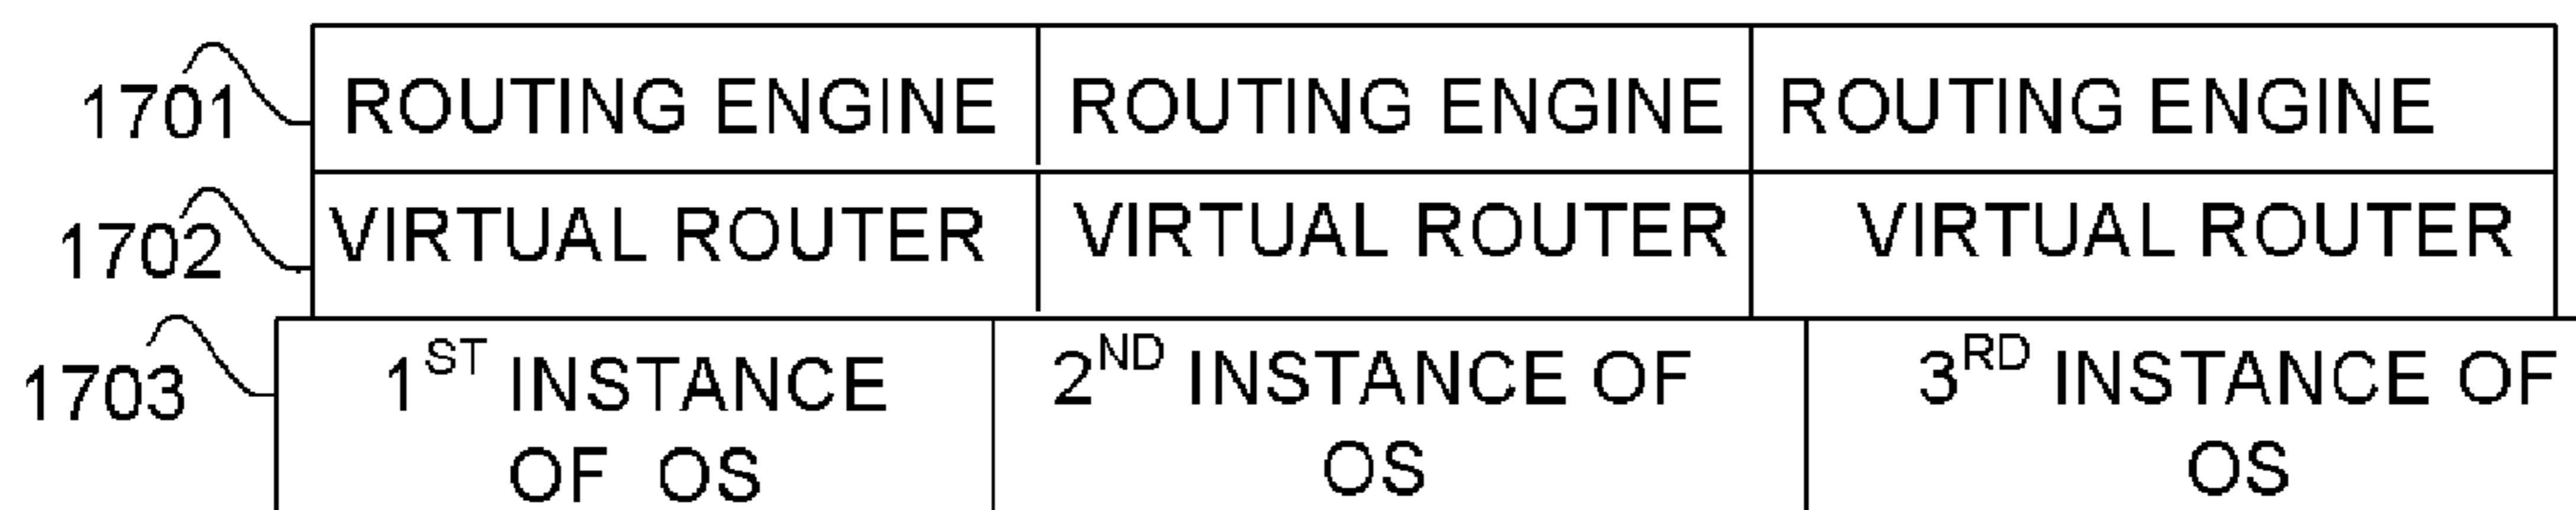 1701 ROUTING ENGINE ROUTING ENGINE ROUTING ENGINE
1702 VIRTUAL ROUTER VIRTUAL ROUTER VIRTUAL ROUTER
1703 1ST INSTANCE 2ND INSTANCE OF 3RD INSTANCE OF
OF OS OS OS